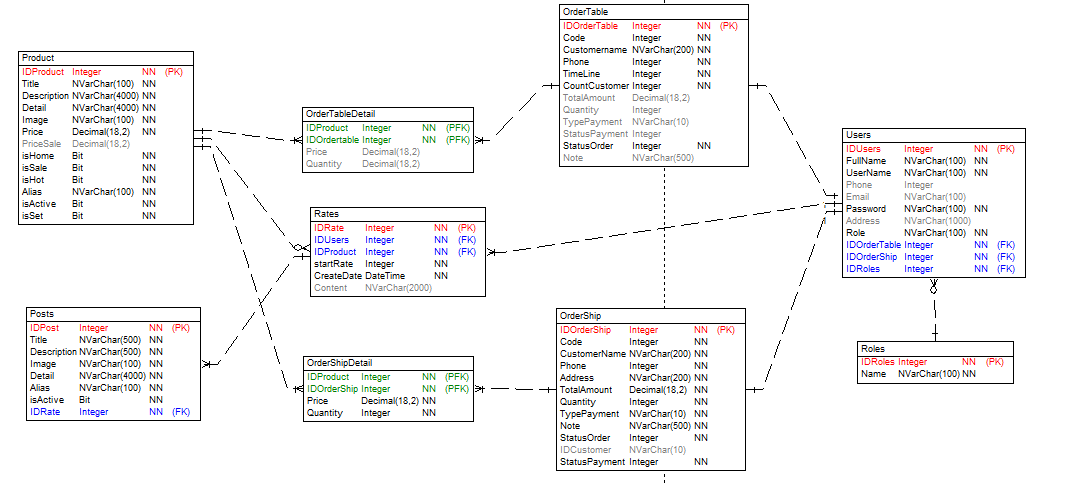 Product
IDProduct Integer NN (PK)
Title NVarChar(100) NN
Description NVarChar(4000) NN
Detail NVarChar(4000) NN
Image NVarChar(100) NN
Price Decimal(18,2) NN
PriceSale Decimal(18,2)
isHome Bit NN
isSale Bit NN
isHot Bit NN
Alias NVarChar(100) NN
isActive Bit NN
isSet Bit NN
Posts
IDPost Integer NN (PK)
Title NVarChar(500) NN
Description NVarChar(500) NN
Image NVarChar(100) NN
Detail NVarChar(4000) NN
Alias NVarChar(100) NN
isActive Bit NN
IDRate Integer NN (FK)
OrderTableDetail
IDProduct Integer NN (PFK)
IDOrdertable Integer NN (PFK)
Price Decimal(18,2)
Quantity Decimal(18,2)
Rates
IDRate Integer NN (PK)
IDUsers Integer NN (FK)
IDProduct Integer NN (FK)
startRate Integer NN
CreateDate DateTime NN
Content NVarChar(2000)
OrderShipDetail
IDProduct Integer NN (PFK)
IDOrderShip Integer NN (PFK)
Price Decimal(18,2) NN
Quantity Integer NN
OrderTable
IDOrderTable Integer NN (PK)
Code Integer NN
Customername NVarChar(200) NN
Phone Integer NN
TimeLine Integer NN
CountCustomer Integer NN
TotalAmount Decimal(18,2)
Quantity Integer
TypePayment NVarChar(10)
StatusPayment Integer
StatusOrder Integer NN
Note NVarChar(500)
OrderShip
IDOrderShip Integer NN (PK)
Code Integer NN
CustomerName NVarChar(200) NN
Phone Integer NN
Address NVarChar(200) NN
TotalAmount Decimal(18,2) NN
Quantity Integer NN
TypePayment NVarChar(10) NN
Note NVarChar(500) NN
StatusOrder Integer NN
IDCustomer NVarChar(10)
StatusPayment Integer NN
Users
IDUsers Integer NN (PK)
FullName NVarChar(100) NN
UserName NVarChar(100) NN
Phone Integer
Email NVarChar(100)
Password NVarChar(100) NN
Address NVarChar(1000)
Role NVarChar(100) NN
IDOrderTable Integer NN (FK)
IDOrderShip Integer NN (FK)
IDRoles Integer NN (FK)
Roles
IDRoles Integer NN (PK)
Name NVarChar(100) NN